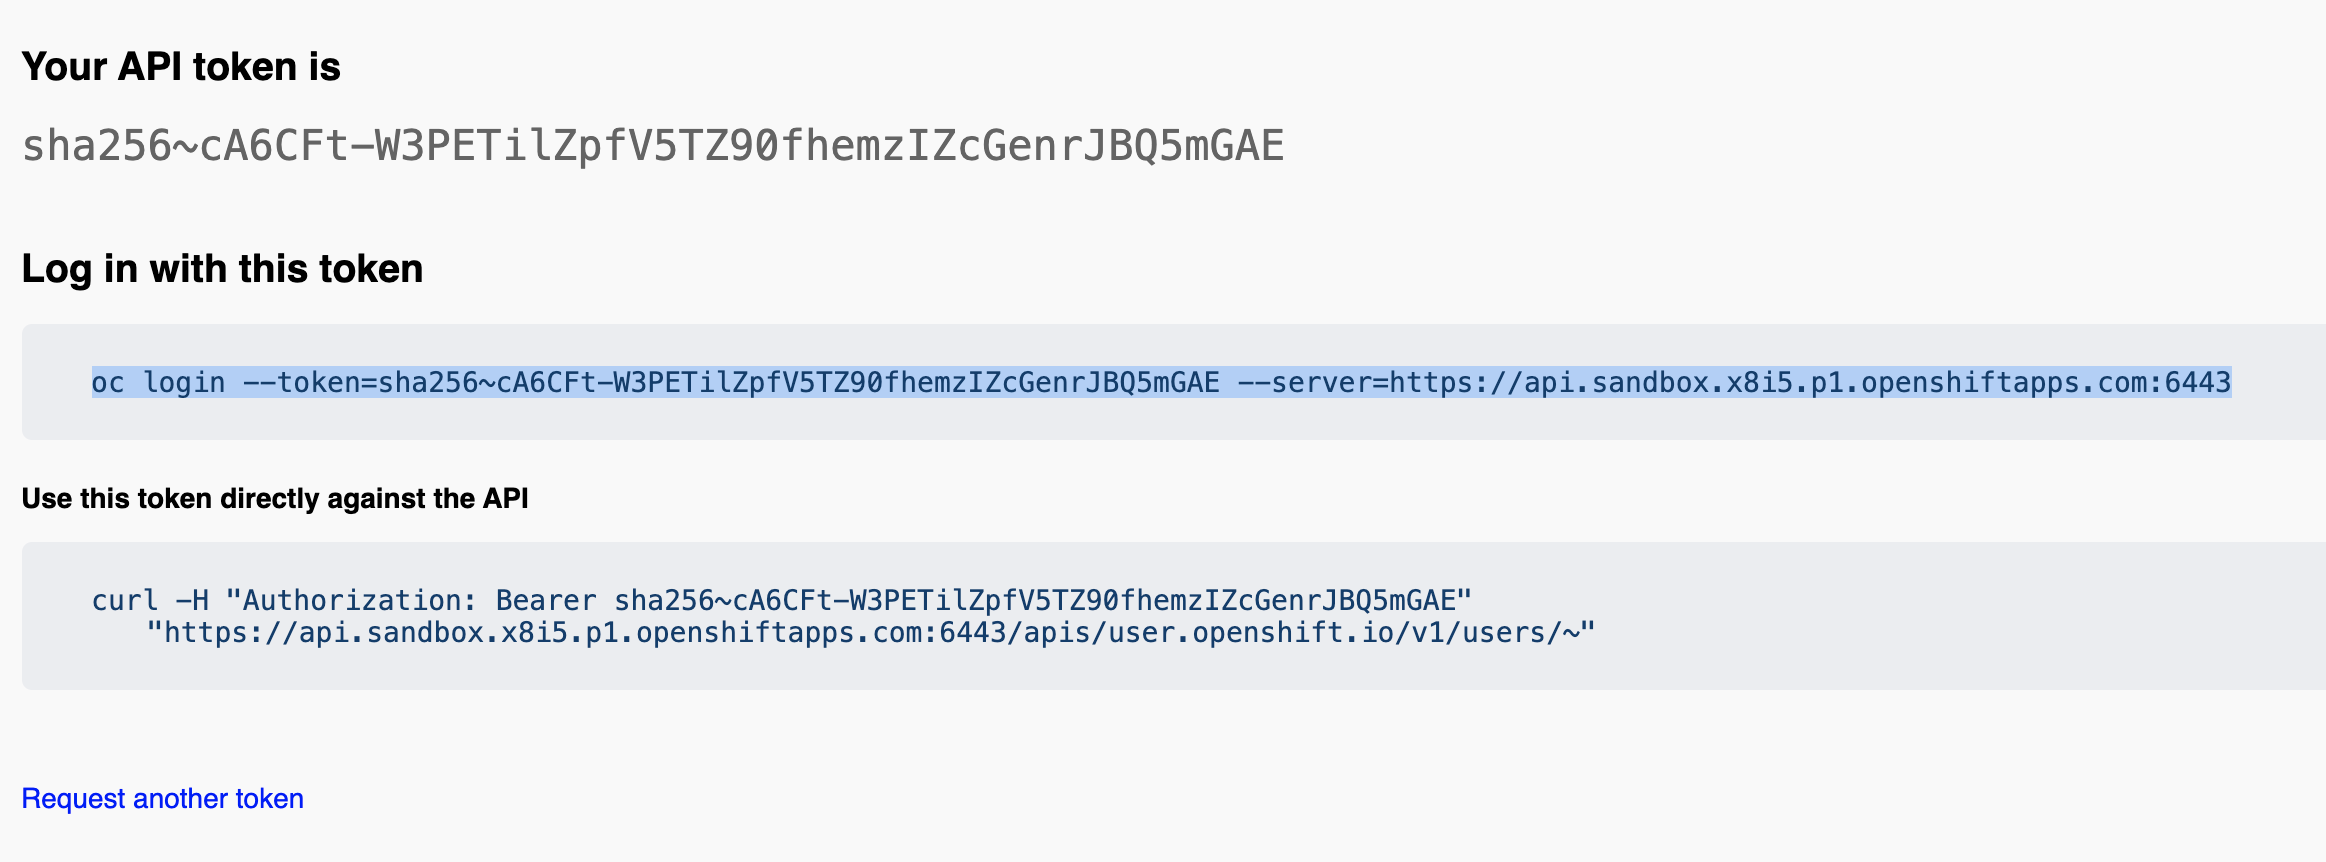 Your API token is
sha256~cA6CFt-W3PETilZpfV5TZ90fhemzIZcGenrJBQ5mGAE
Log in with this token
oc login --token=sha256~cA6CFt-W3PETilZpfV5TZ90fhemzIZcGenrJBQ5mGAE --server=https://api.sandbox.x8i5.p1.openshiftapps.com:6443
Use this token directly against the API
curl -H "Authorization: Bearer sha256~cA6CFt-W3PETilZpfV5TZ90fhemzIZcGenrJBQ5mGAE"
"https://api.sandbox.x8i5.p1.openshiftapps.com:6443/apis/user.openshift.io/v1/users/~"
Request another token